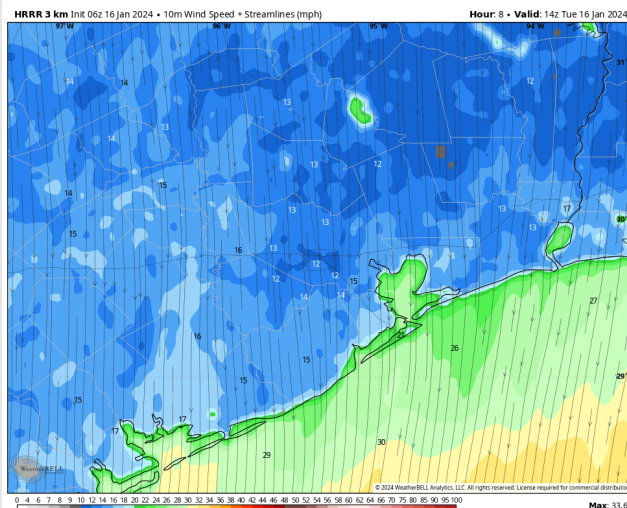 HRRR 3 km Init 06z 16 Jan 2024 • 10m Wind Speed + Streamlines (mph)
Hour: 8 • Valid: 14z Tue 16 Jan 2024
97°W 96°W 95°W 94°W
31°
14 14 13 12
14 13
13 12
14 15
13 13 17
15 13 13 30°
16 13
12 12 15
12 14 14
27
16 21
26
15
15 29°
15
17 17
30
29
WeatherBELL
© 2024 WeatherBELL Analytics, LLC. All rights reserved. License required for commercial distributio
0 4 6 7 8 9 10 12 14 16 18 20 22 24 26 28 30 32 34 36 38 40 42 44 46 48 50 52 54 56 58 60 62 64 66 70 75 80 85 90 95 100
Max: 33.6